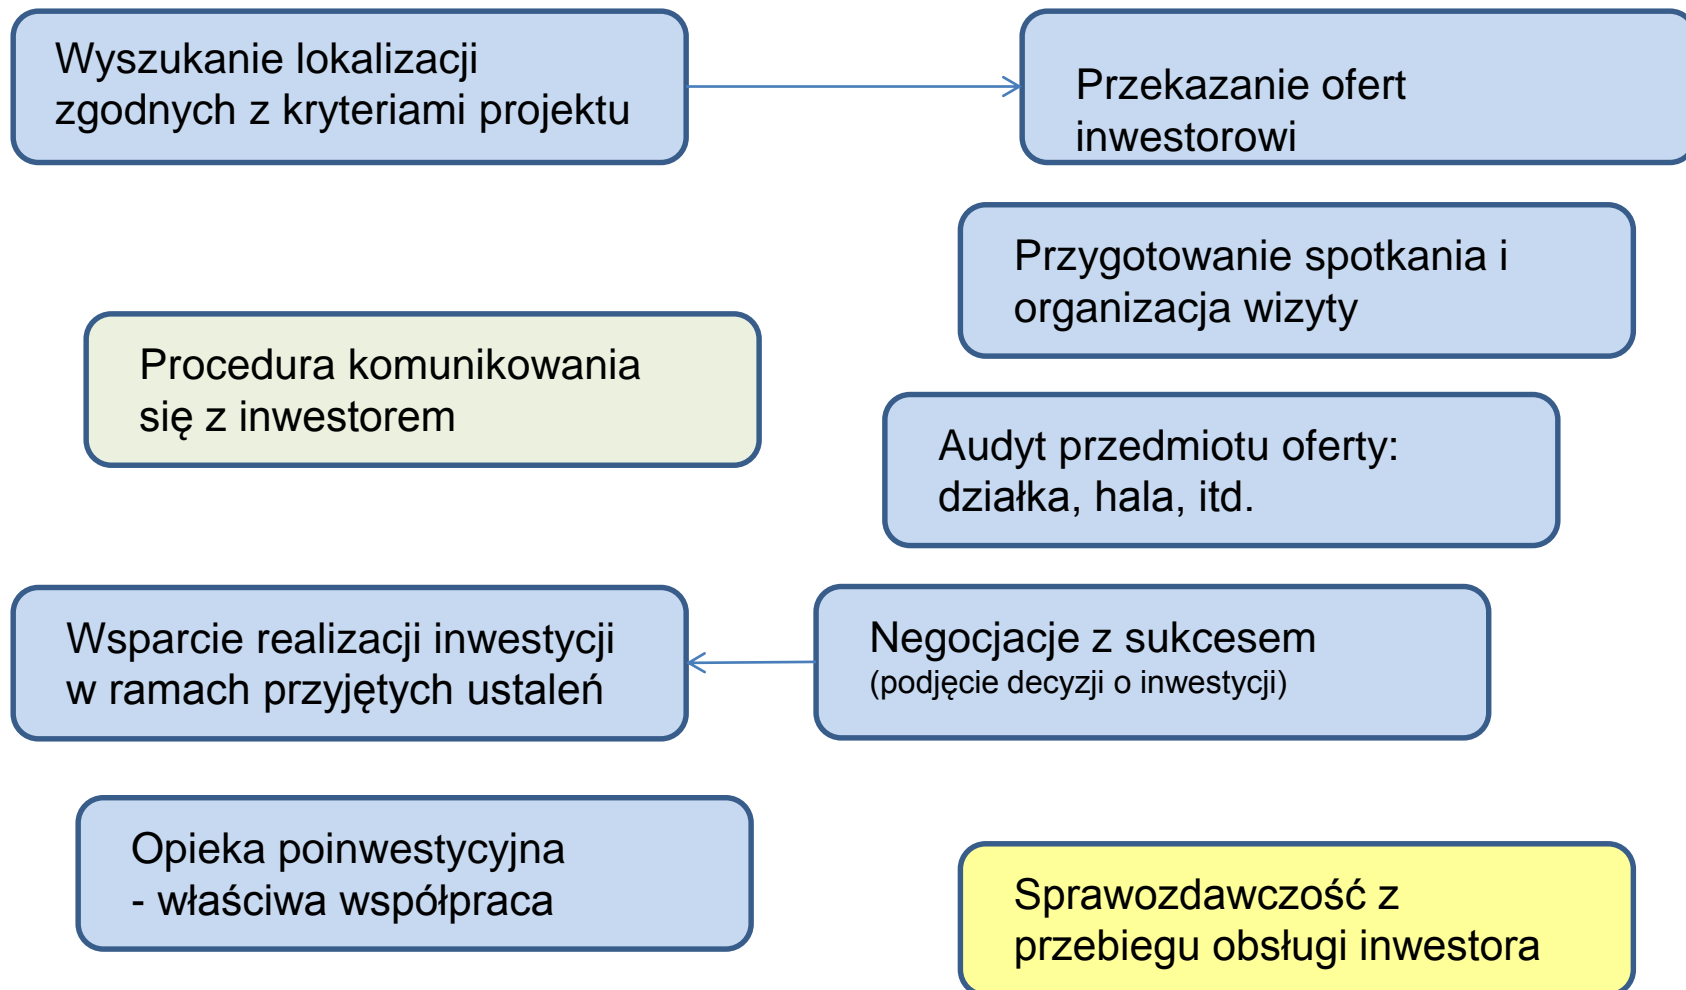 Wyszukanie lokalizacji
zgodnych z kryteriami projektu
Przekazanie ofert
inwestorowi
Przygotowanie spotkania i
organizacja wizyty
Procedura komunikowania
się z inwestorem
Audyt przedmiotu oferty:
działka, hala, itd.
Negocjacje z sukcesem
(podjęcie decyzji o inwestycji)
Wsparcie realizacji inwestycji
w ramach przyjętych ustaleń
Opieka poinwestycyjna
- właściwa współpraca
Sprawozdawczość z
przebiegu obsługi inwestora